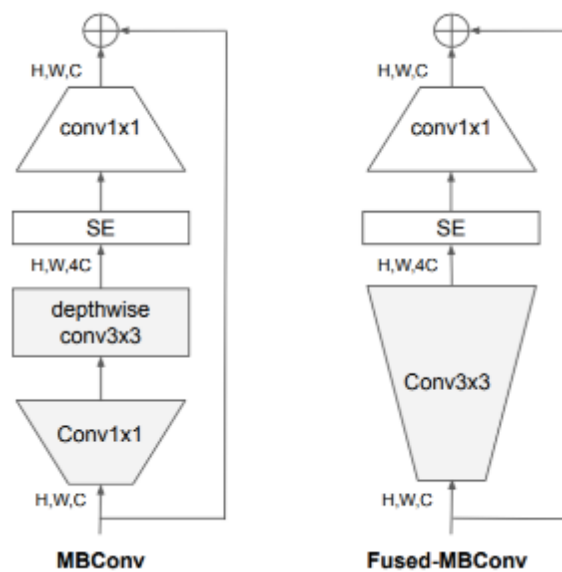 H,W,C
conv1x1
SE
H,W,4C
depthwise
conv3x3
Conv1x1
H,W,C
MBConv
H,W,C
conv1x1
SE
H,W,4C
Conv3x3
H,W,C
Fused-MBConv